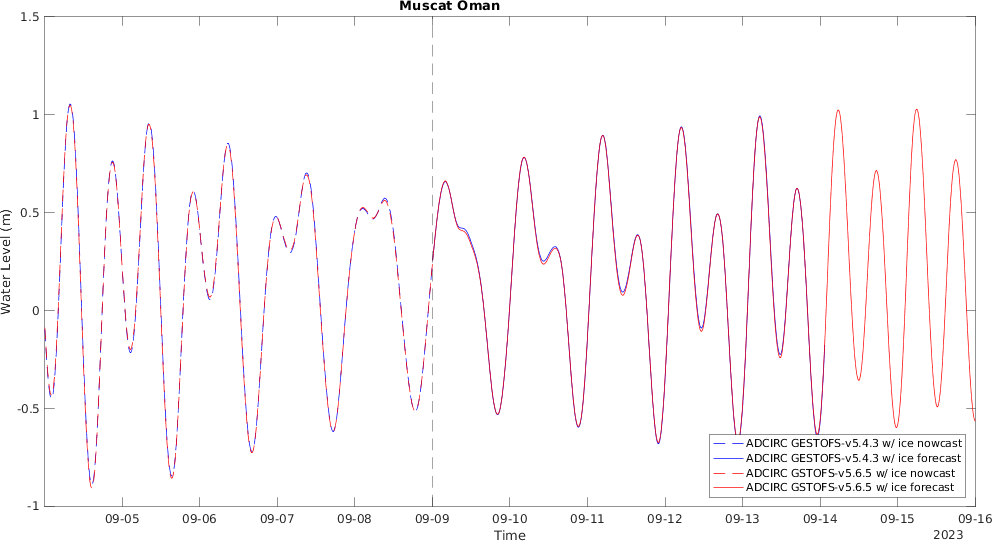 Muscat Oman
1.5
1
0.5
0
-0.5
-1
Water Level (m)
09-05 09-06 09-07 09-08 09-09 09-10 09-11 09-12 09-13 09-14 09-15 09-16
Time
2023
ADCIRC GESTOFS-v5.4.3 w/ ice nowcast
ADCIRC GESTOFS-v5.4.3 w/ ice forecast
ADCIRC GSTOFS-v5.6.5 w/ ice nowcast
ADCIRC GSTOFS-v5.6.5 w/ ice forecast